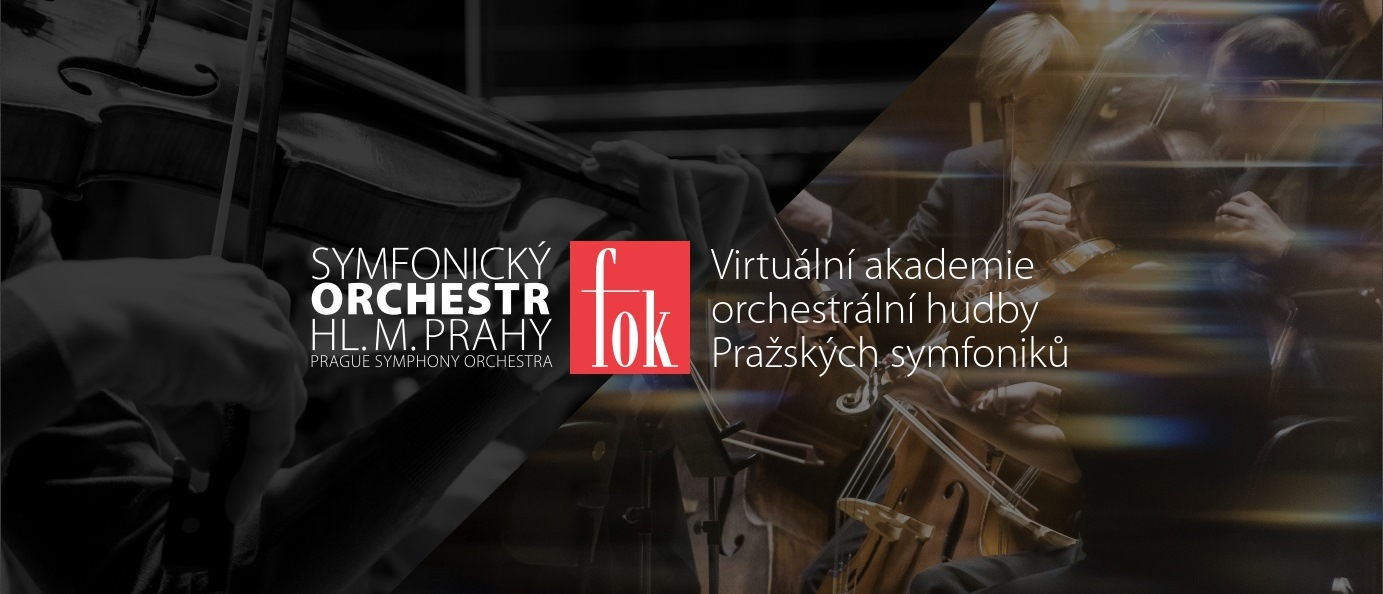 SYMFONICKÝ
ORCHESTR
HL. M. PRAHY
PRAGUE SYMPHONY ORCHESTRA
fok
Virtuální akademie
orchestrální hudby
Pražských symfoniků